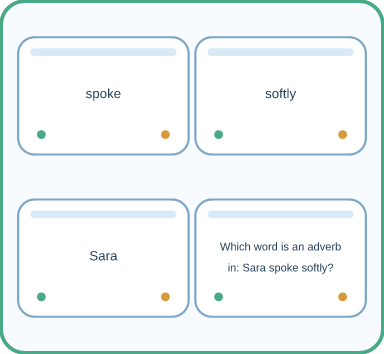 spoke
softly
Sara
Which word is an adverb
in: Sara spoke softly?